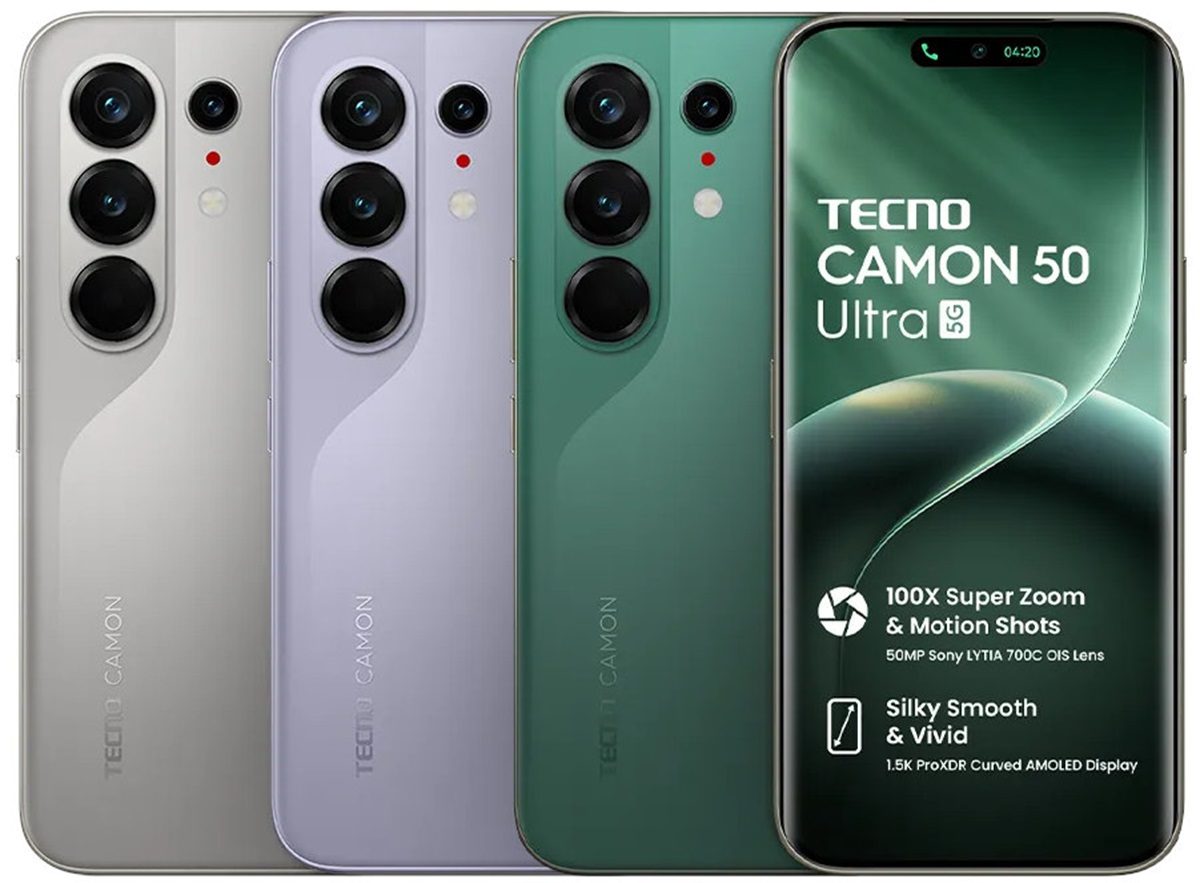 TECNO CAMON
TECNO CAMON
TECNO CAMON
04:20
TECNO
CAMON 50
Ultra 5G
100X Super Zoom
& Motion Shots
50MP Sony LYTIA 700C OIS Lens
Silky Smooth
& Vivid
1.5K ProXDR Curved AMOLED Display